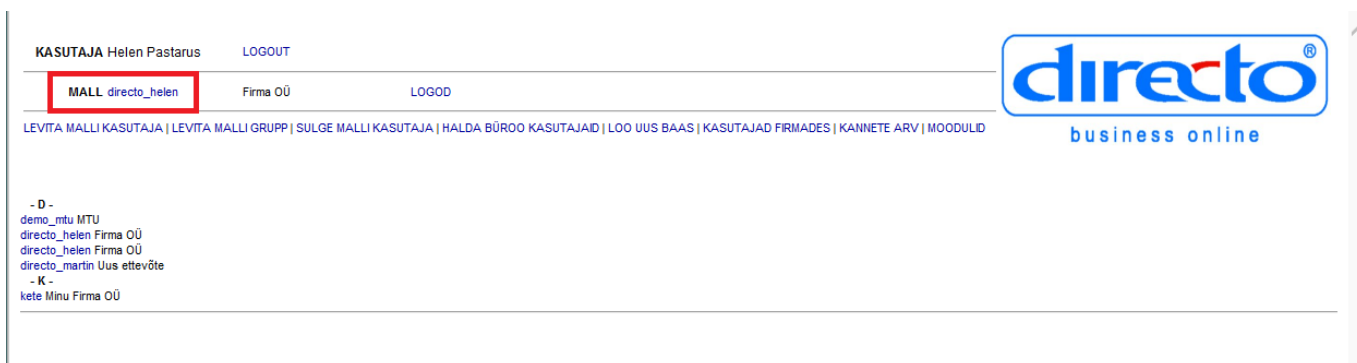 KASUTAJA Helen Pastarus LOGOUT
MALL directo_helen Firma OÜ LOGOD
directo®
business online
LEVITA MALLI KASUTAJA | LEVITA MALLI GRUPP | SULGE MALLI KASUTAJA | HALDA BÜROO KASUTAJAID | LOO UUS BAAS | KASUTAJAD FIRMADES | KANNETE ARV | MOODULID
- D -
demo_mtu MTU
directo_helen Firma OÜ
directo_helen Firma OÜ
directo_martin Uus ettevõte
- K -
kete Minu Firma OÜ